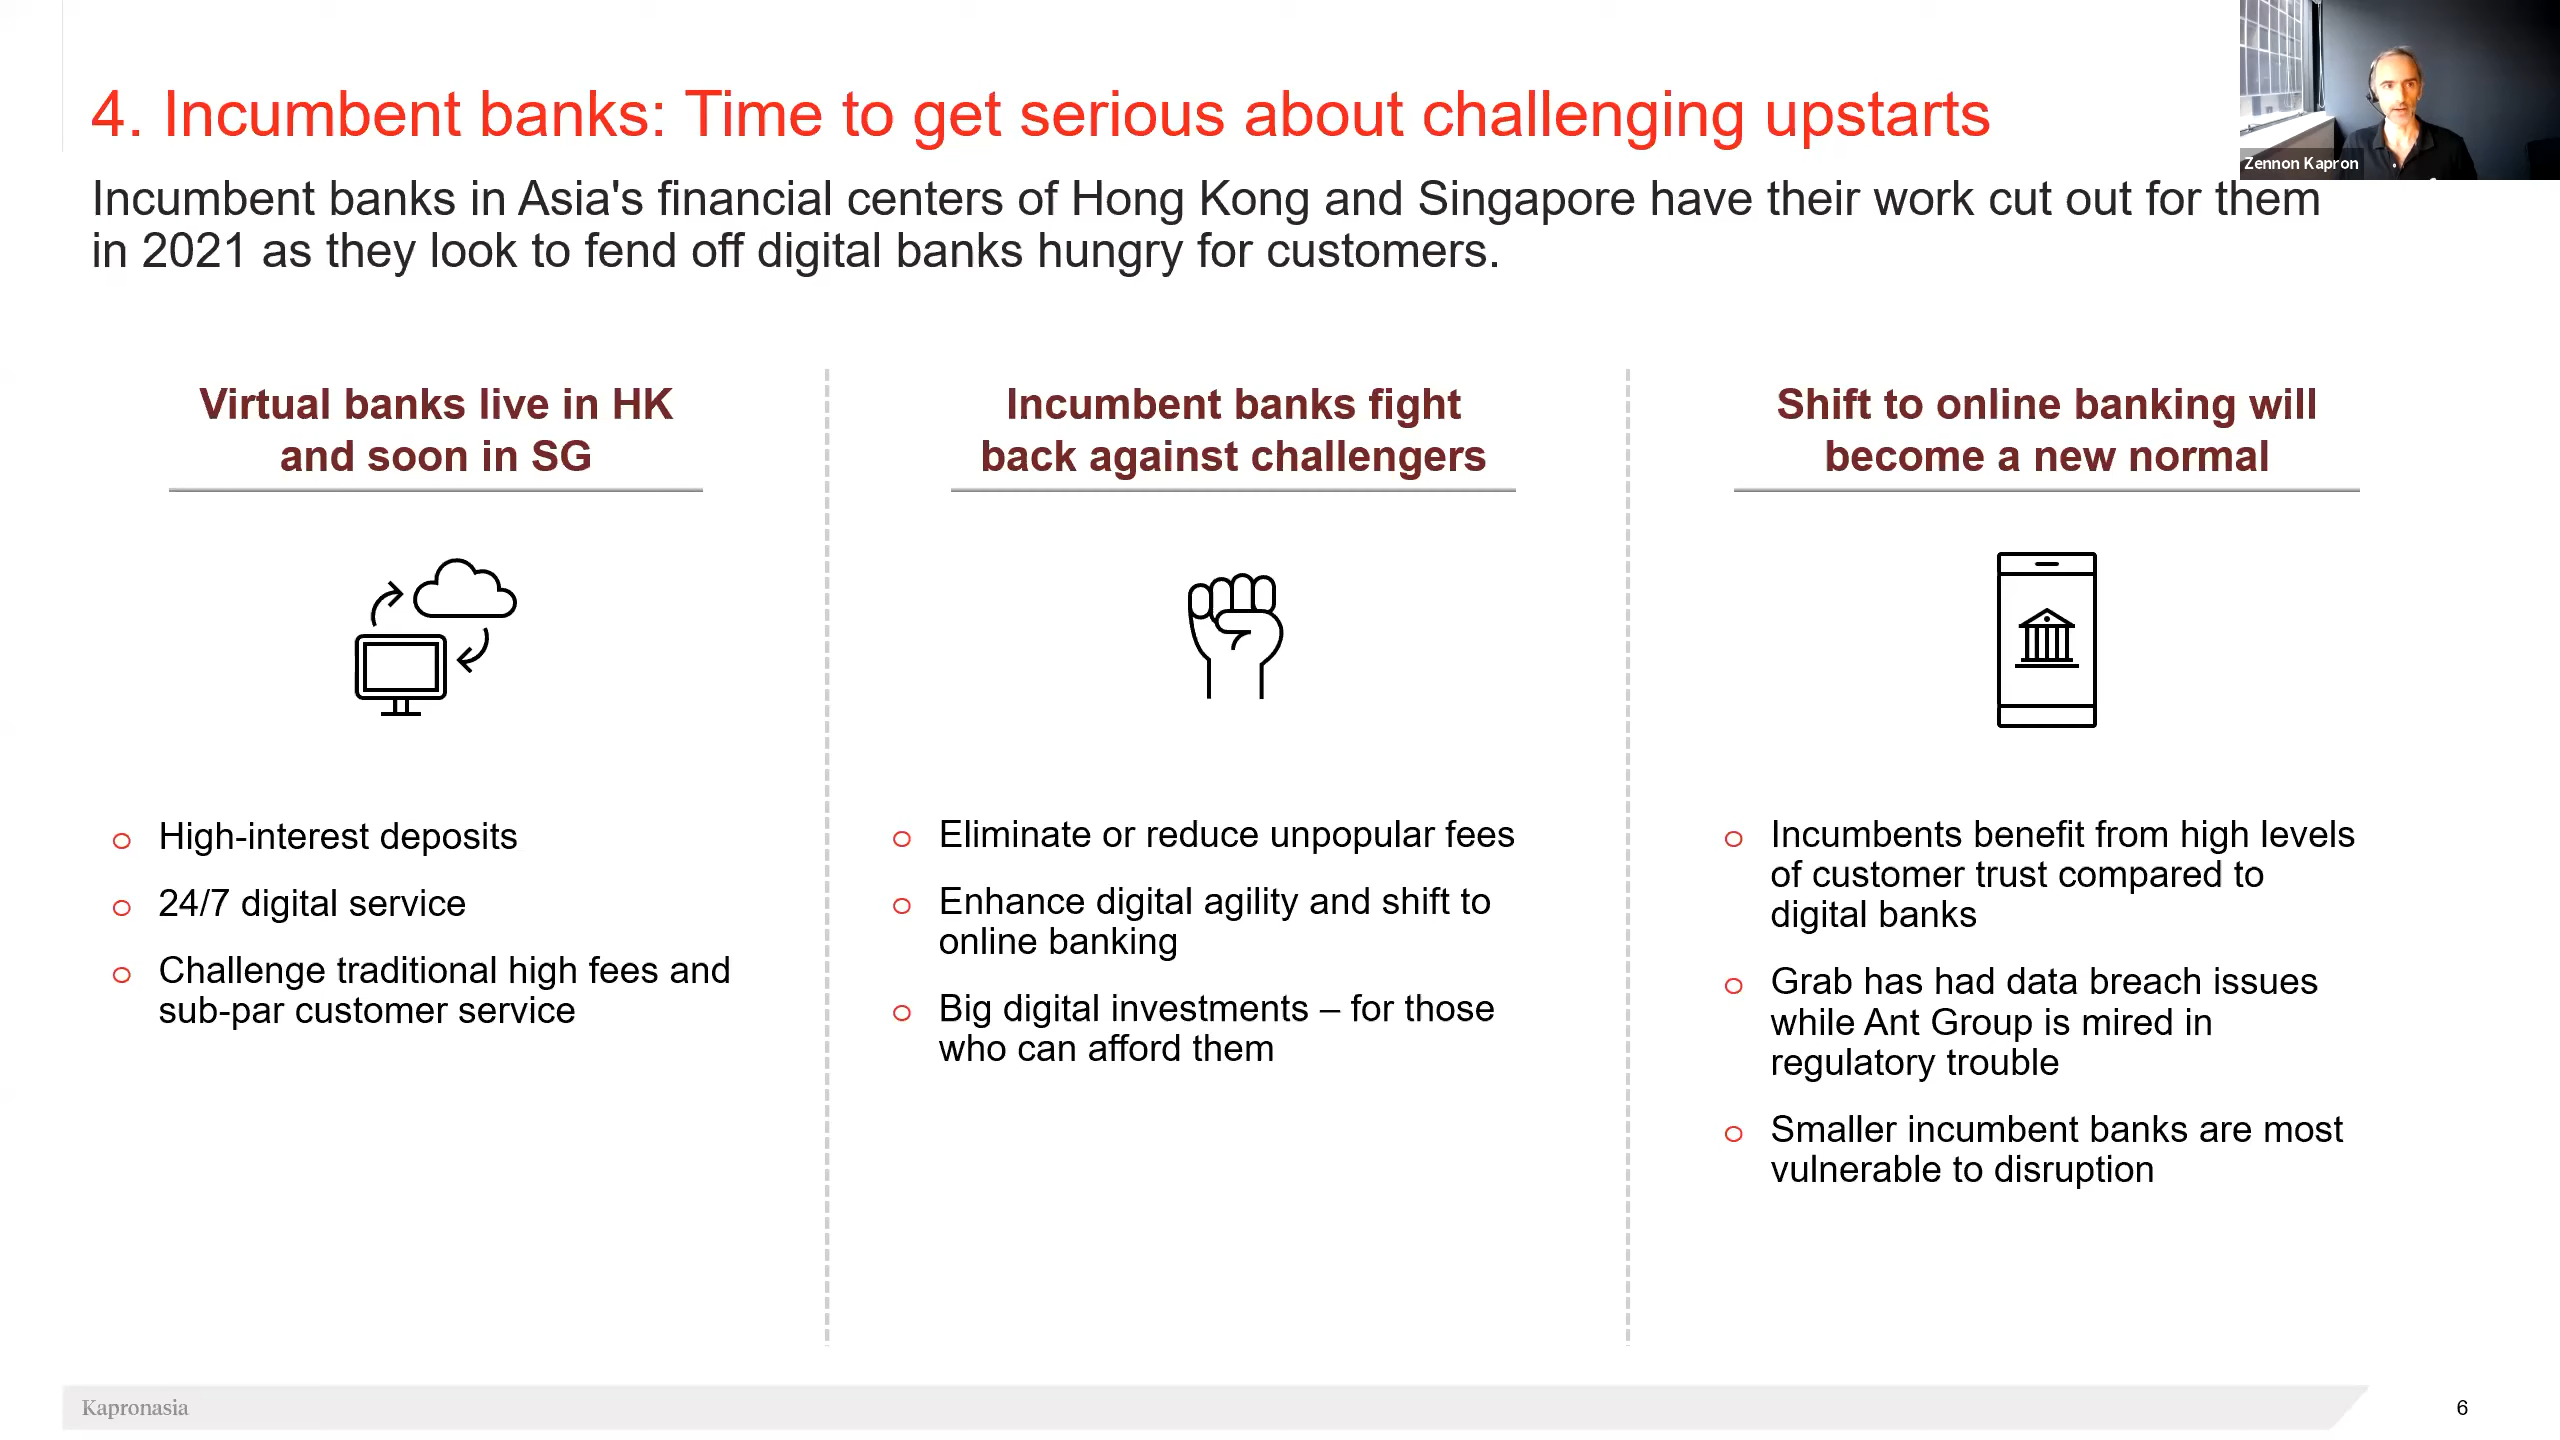 4. Incumbent banks: Time to get serious about challenging upstarts
Zennon Kapron
Incumbent banks in Asia's financial centers of Hong Kong and Singapore have their work cut out for them
in 2021 as they look to fend off digital banks hungry for customers.
Virtual banks live in HK
and soon in SG
o High-interest deposits
o 24/7 digital service
o Challenge traditional high fees and
sub-par customer service
Incumbent banks fight
back against challengers
o Eliminate or reduce unpopular fees
o Enhance digital agility and shift to
online banking
o Big digital investments – for those
who can afford them
Shift to online banking will
become a new normal
o Incumbents benefit from high levels
of customer trust compared to
digital banks
o Grab has had data breach issues
while Ant Group is mired in
regulatory trouble
o Smaller incumbent banks are most
vulnerable to disruption
Kapronasia
6